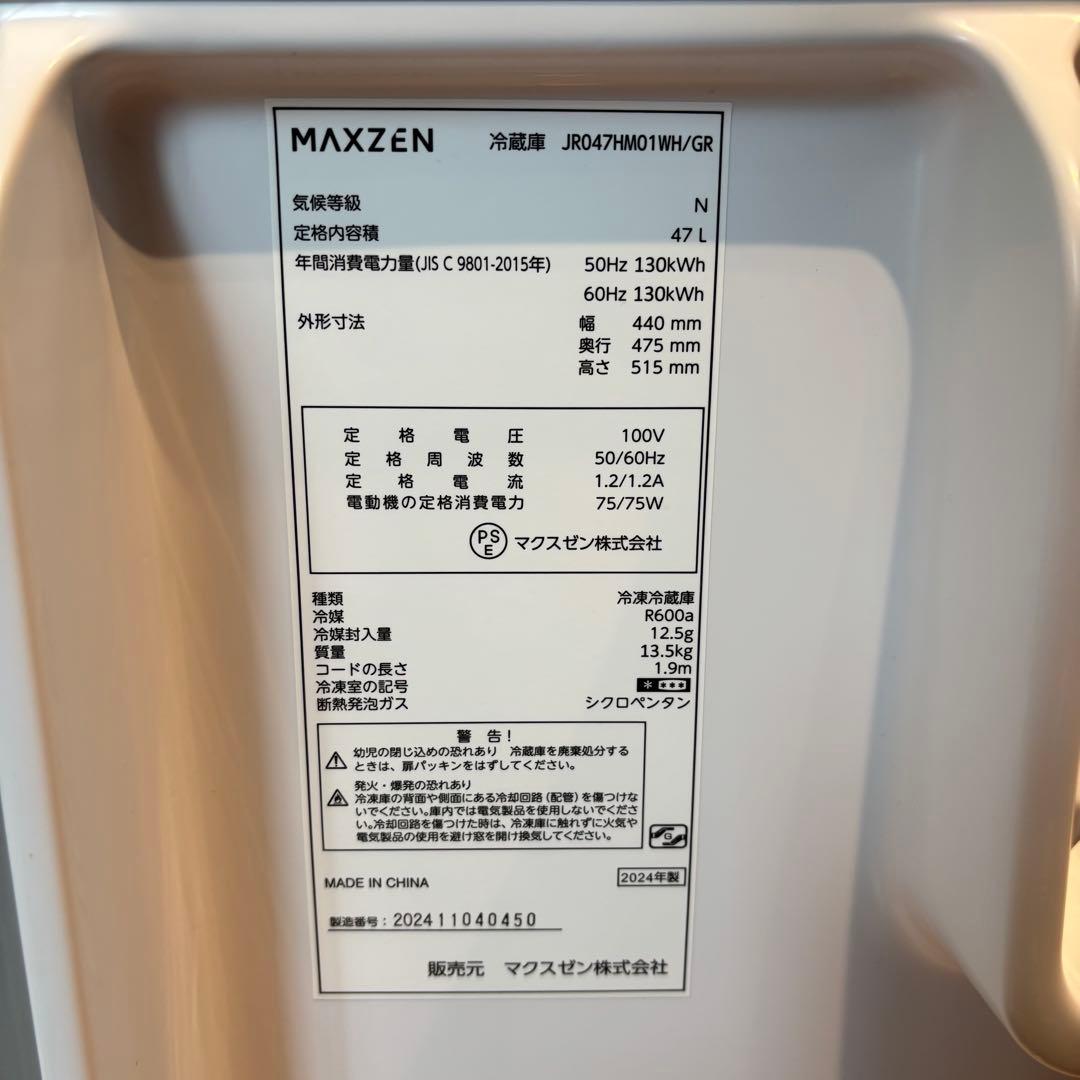 MAXZEN 冷蔵庫 JR047HM01WH/GR
気候等級 N
定格内容積 47 L
年間消費電力量(JIS C 9801-2015年) 50Hz 130kWh
60Hz 130kWh
外形寸法 幅 440 mm
奥行 475 mm
高さ 515 mm
定格電圧 100V
定格周波数 50/60Hz
定格電流 1.2/1.2A
電動機の定格消費電力 75/75W
PSE マクスゼン株式会社
種類 冷凍冷蔵庫
冷媒 R600a
冷媒封入量 12.5g
質量 13.5kg
コードの長さ 1.9m
冷凍室の記号 * ***
断熱発泡ガス シクロペンタン
警 告!
幼児の閉じ込めの恐れあり 冷蔵庫を廃棄処分する
ときは、扉パッキンをはずしてください。
発火・爆発の恐れあり
冷凍庫の背面や側面にある冷却回路(配管)を傷つけな
いでください。庫内では電気製品を使用しないでくださ
い。冷却回路を傷つけた時は、冷凍庫に触れずに火気や
電気製品の使用を避け窓を開け換気してください。
G
MADE IN CHINA 2024年製
製造番号：202411040450
販売元 マクスゼン株式会社